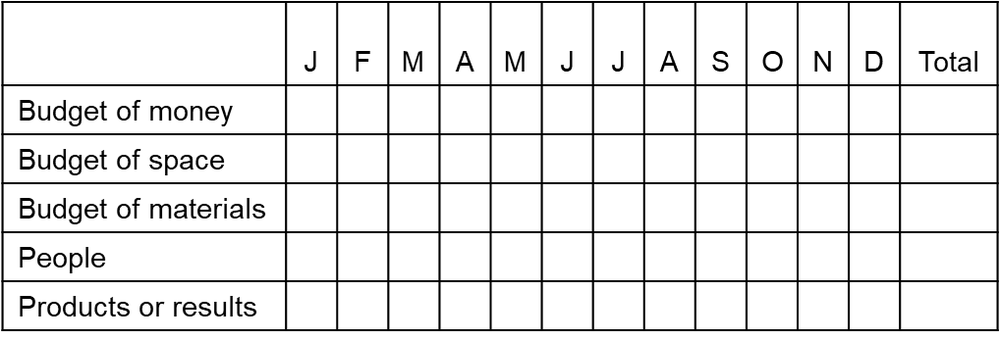 J F M A M J J A S O N D Total
Budget of money
Budget of space
Budget of materials
People
Products or results